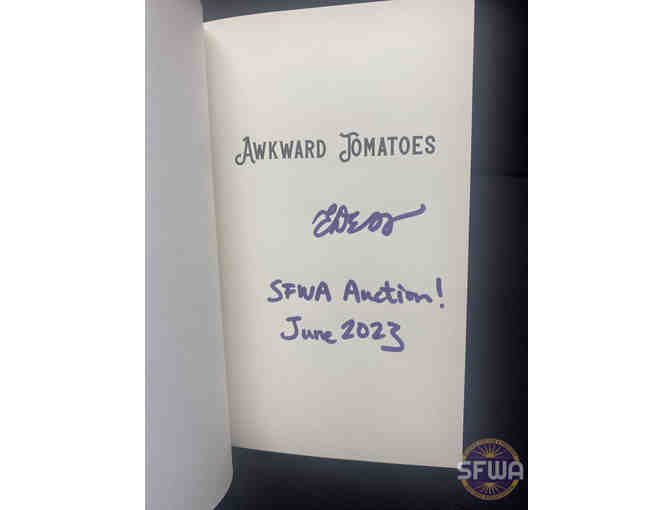 AWKWARD TOMATOES
SFWA Auction!
June 2023
SFWA